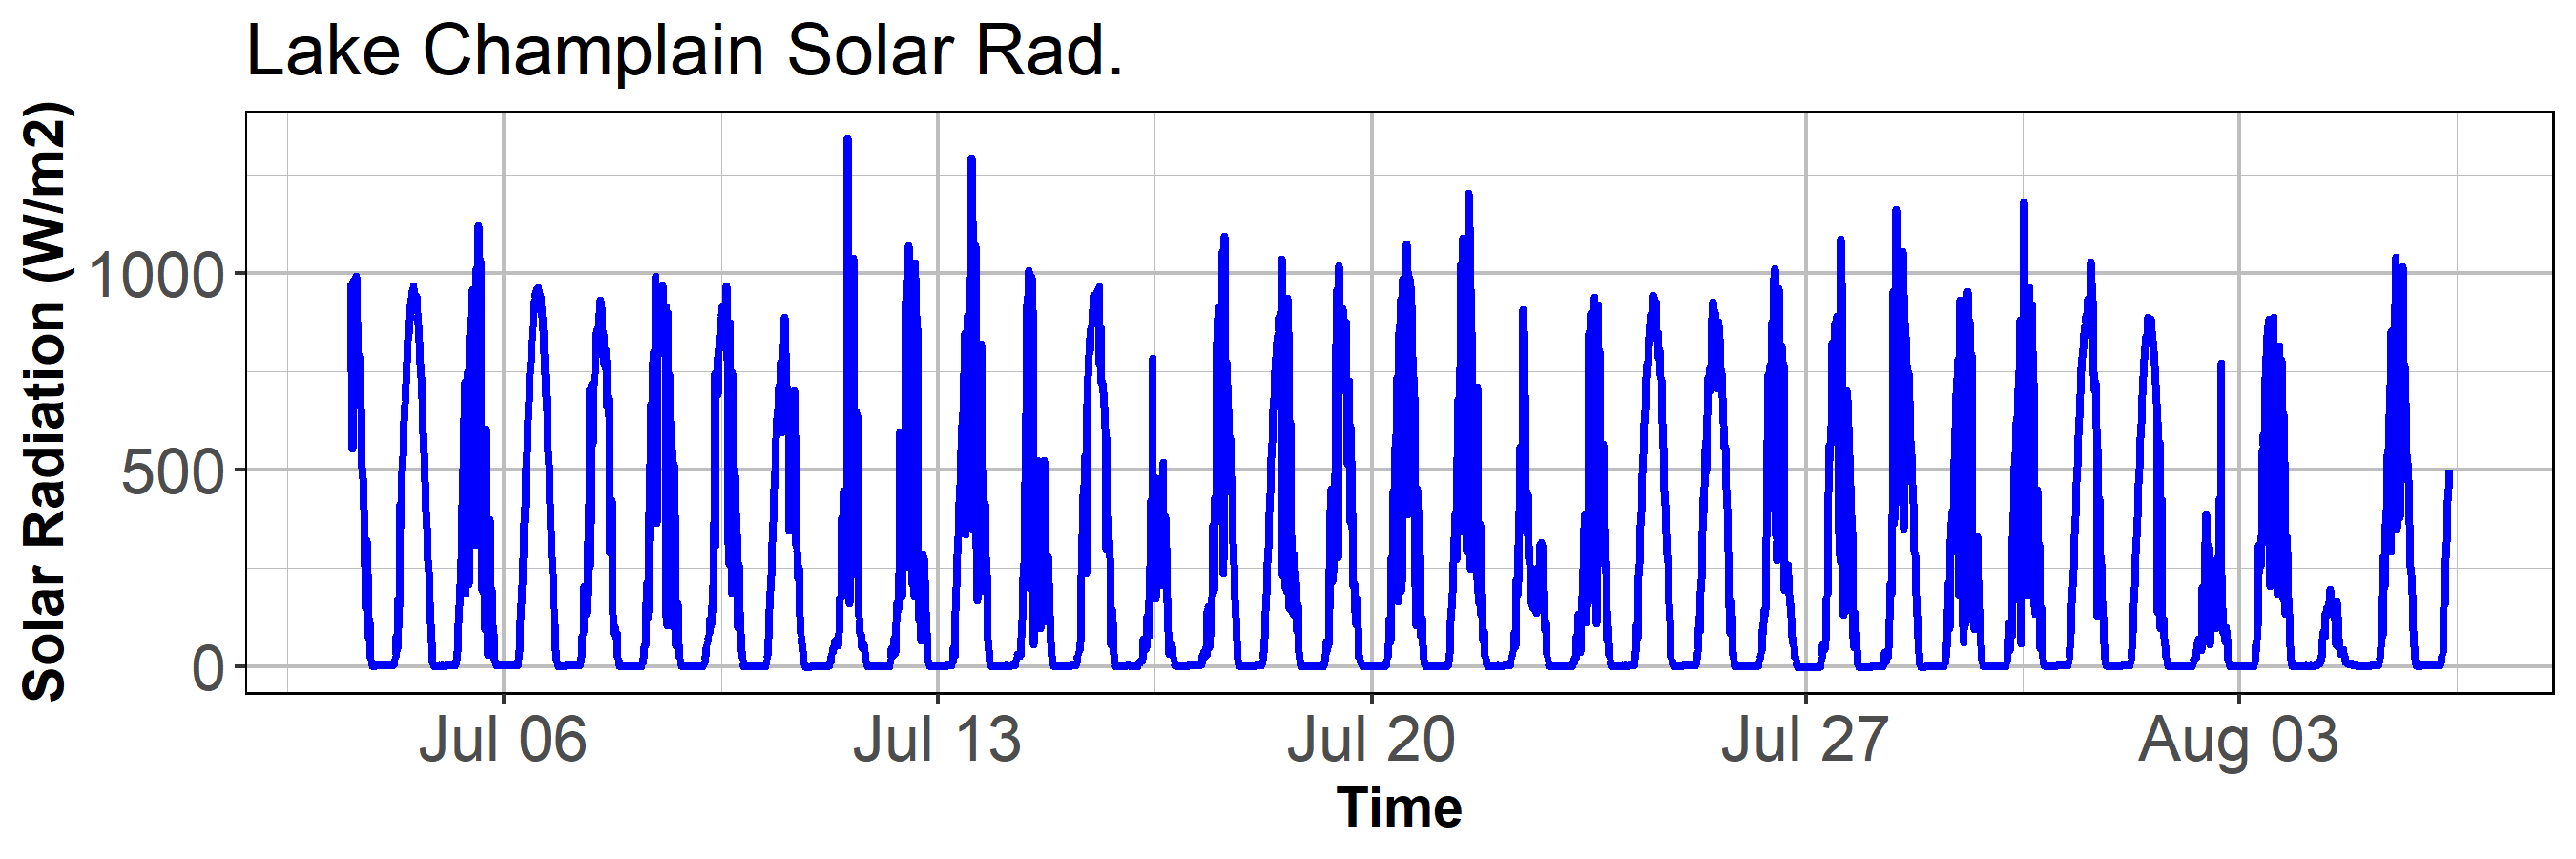 Lake Champlain Solar Rad.
Solar Radiation (W/m2)
1000
500
0
Jul 06 Jul 13 Jul 20 Jul 27 Aug 03
Time